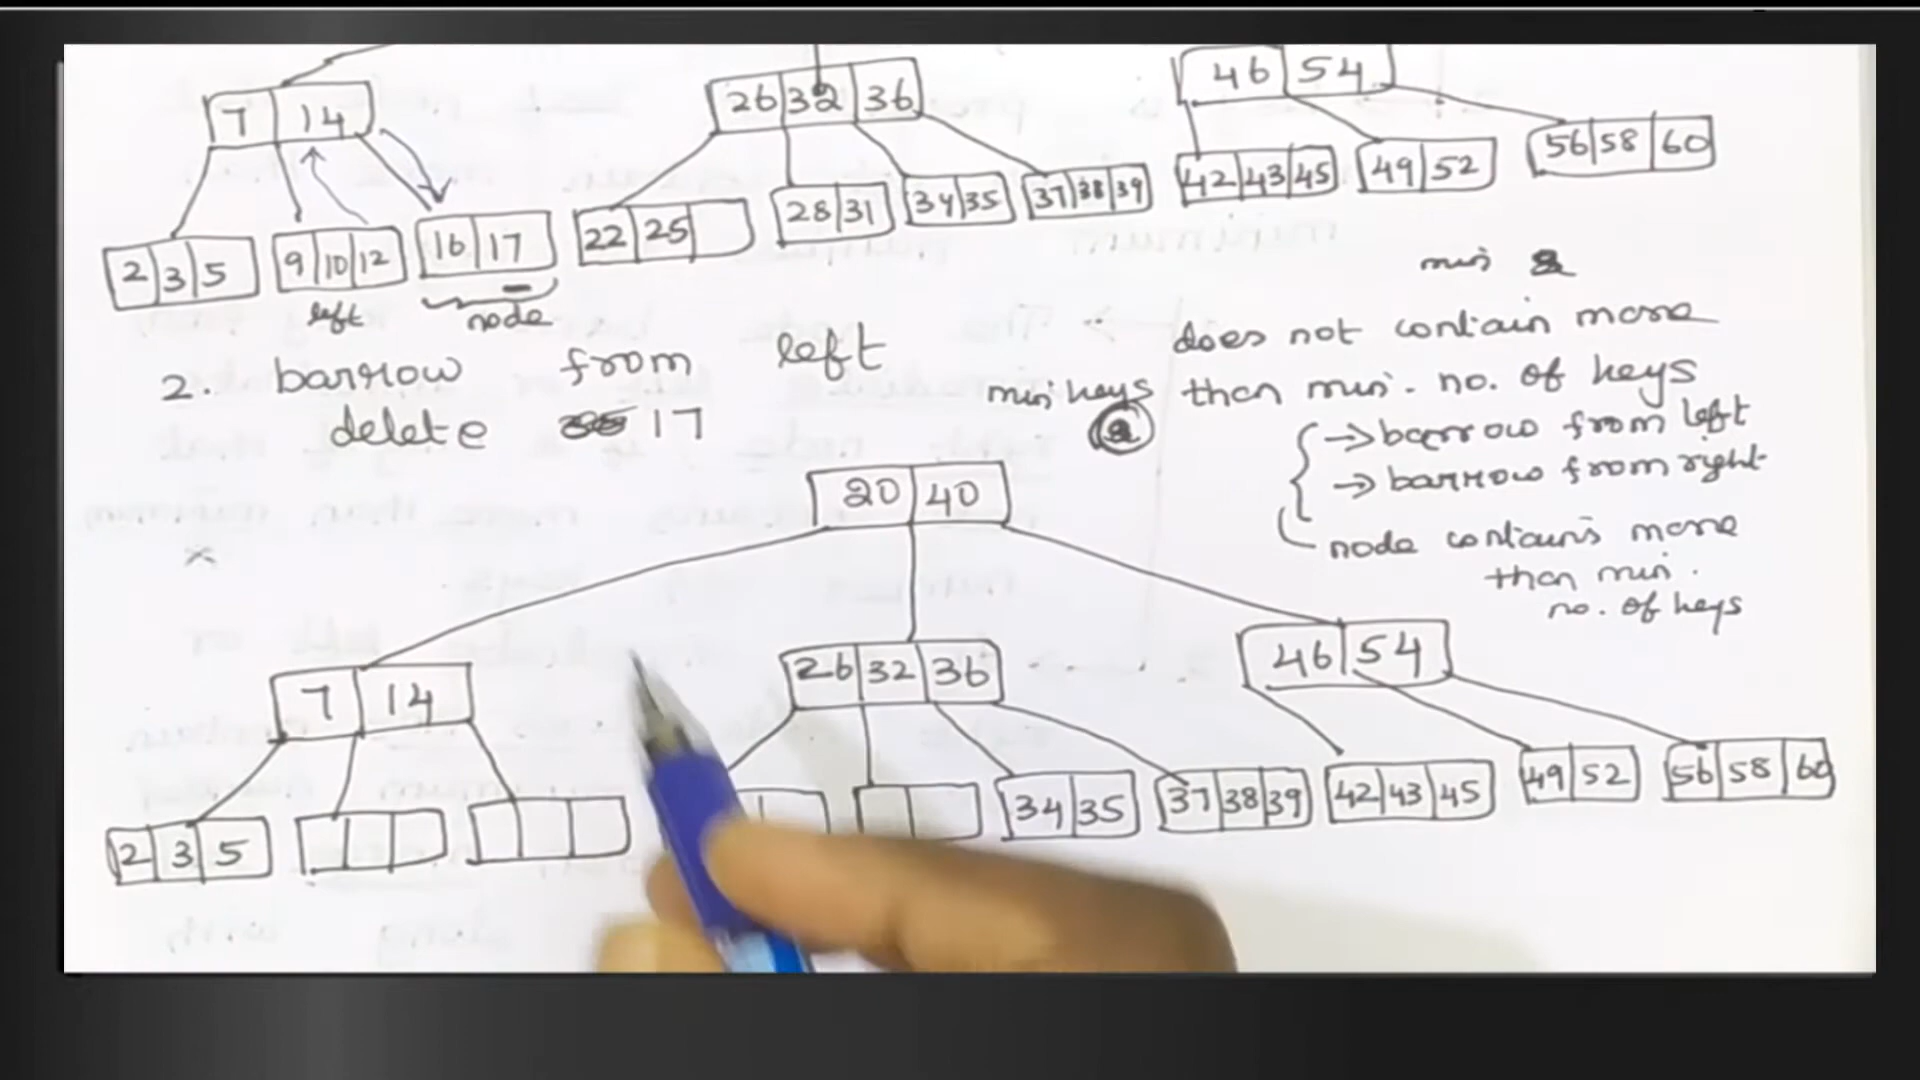 7 14
26 32 36
46 54
2 3 5
9 10 12
16 17
22 25
28 31
34 35
37 38 39
42 43 45
49 52
56 58 60
left
node
2. barrow from left
delete 17
min 2
does not contain more
min keys than min. no. of keys
2
→ barrow from left
→ barrow from right
node contains more
than min.
no. of keys
20 40
7 14
26 32 36
46 54
2 3 5
34 35
37 38 39
42 43 45
49 52
56 58 60